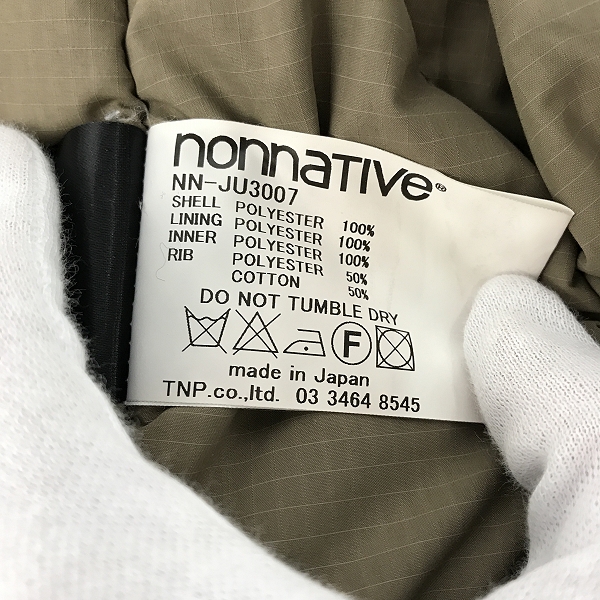 nonnative®
NN-JU3007
SHELL POLYESTER 100%
LINING POLYESTER 100%
INNER POLYESTER 100%
RIB POLYESTER 50%
COTTON 50%
DO NOT TUMBLE DRY
F
made in Japan
TNP.co.,ltd. 03 3464 8545